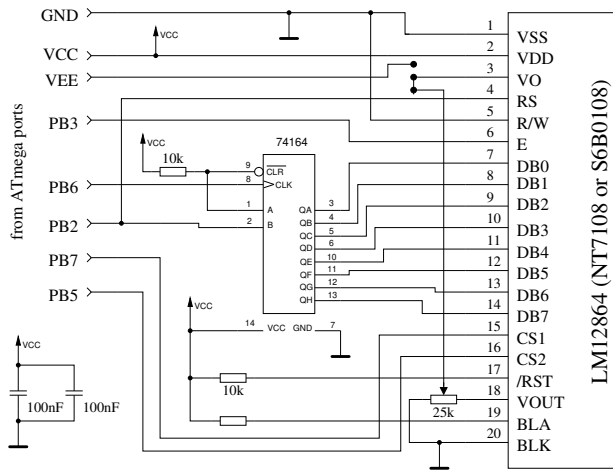 GND
VCC
VEE
PB3
PB6
PB2
PB7
PB5
from ATmega ports
VCC
VCC
10k
74164
9
CLR
8
CLK
1
A
2
B
QA
3
QB
4
QC
5
QD
6
QE
10
QF
11
QG
12
QH
13
VCC
14
VCC
GND
7
10k
VCC
100nF
100nF
25k
1
VSS
2
VDD
3
VO
4
RS
5
R/W
6
E
7
DB0
8
DB1
9
DB2
10
DB3
11
DB4
12
DB5
13
DB6
14
DB7
15
CS1
16
CS2
17
/RST
18
VOUT
19
BLA
20
BLK
LM12864 (NT7108 or S6B0108)